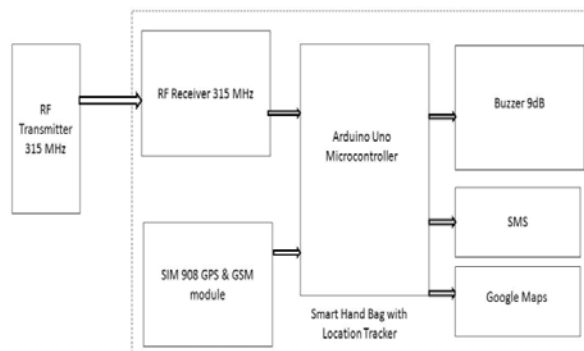 RF
Transmitter
315 MHz
RF Receiver 315 MHz
SIM 908 GPS & GSM
module
Arduino Uno
Microcontroller
Buzzer 9dB
SMS
Google Maps
Smart Hand Bag with
Location Tracker